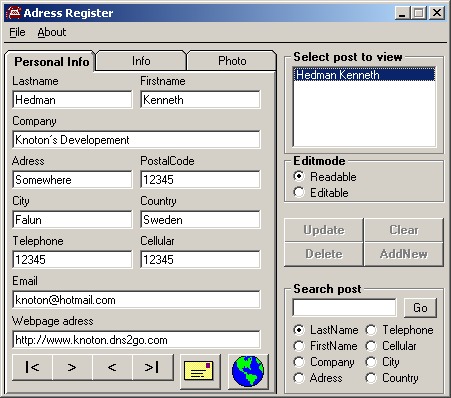 Adress Register
File About
Personal Info Info Photo
Lastname Firstname
Hedman Kenneth
Company
Knoton´s Developement
Adress PostalCode
Somewhere 12345
City Country
Falun Sweden
Telephone Cellular
12345 12345
Email
knoton@hotmail.com
Webpage adress
http://www.knoton.dns2go.com
|< > < >|
Select post to view
Hedman Kenneth
Editmode
Readable
Editable
Update Clear
Delete AddNew
Search post
Go
LastName Telephone
FirstName Cellular
Company City
Adress Country